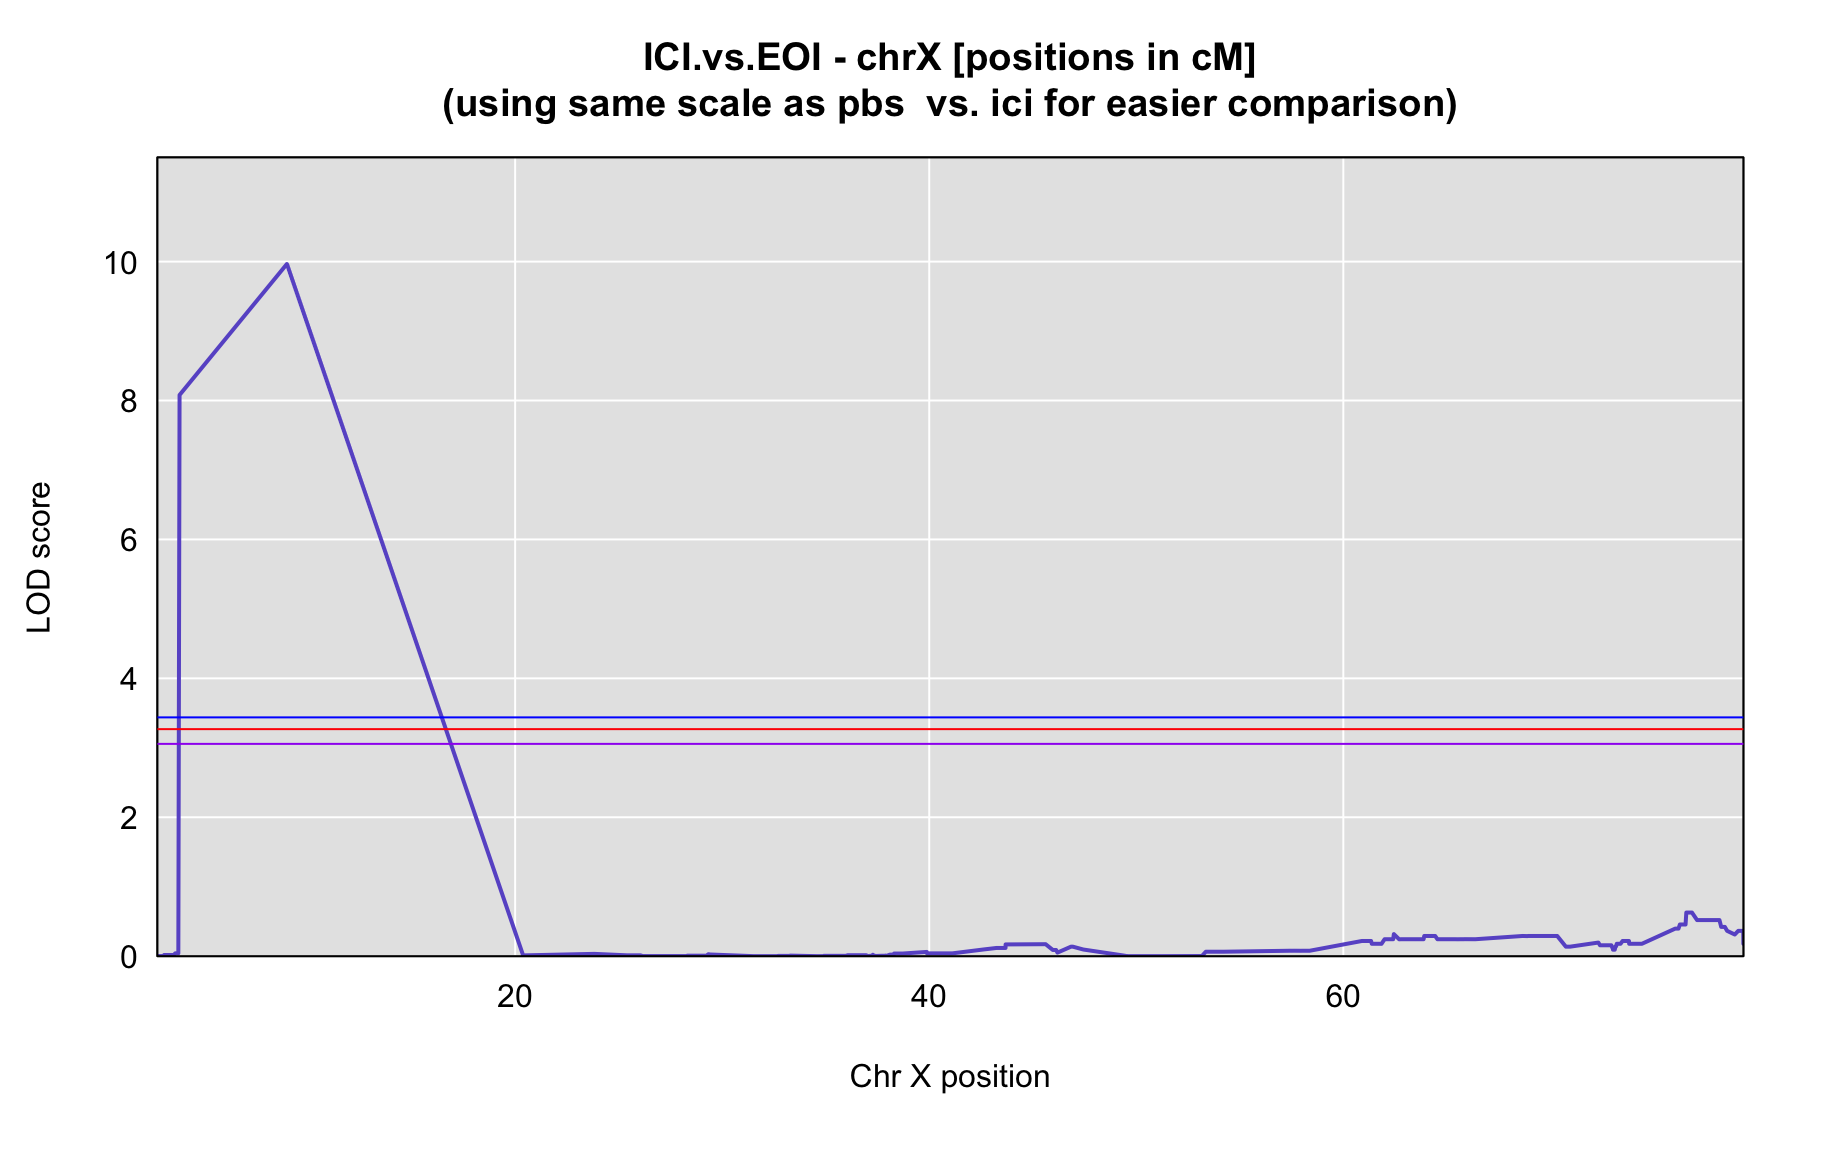 ICI.vs.EOI - chrX [positions in cM]
(using same scale as pbs  vs. ici for easier comparison)
10
8
6
4
2
0
LOD score
20
40
60
Chr X position